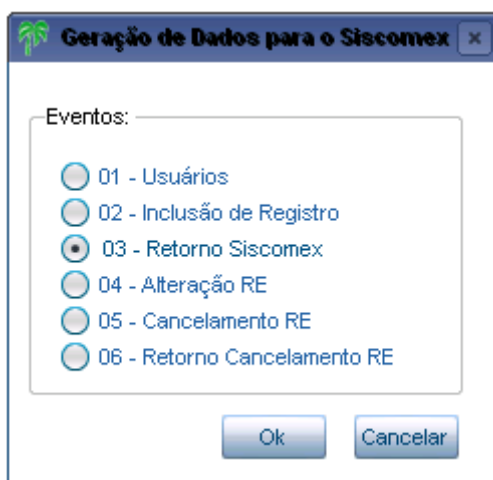 Geração de Dados para o Siscomex
Eventos:
01 - Usuários
02 - Inclusão de Registro
03 - Retorno Siscomex
04 - Alteração RE
05 - Cancelamento RE
06 - Retorno Cancelamento RE
Ok Cancelar